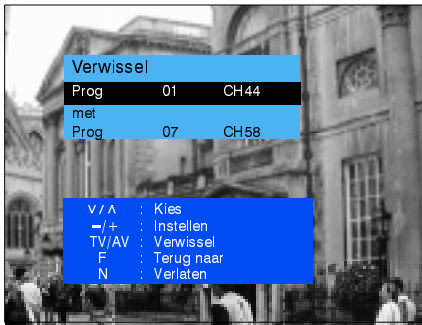 Verwissel
Prog 01 CH44
met
Prog 07 CH58
∨/∧ : Kies
–/+ : Instellen
TV/AV : Verwissel
F : Terug naar
N : Verlaten